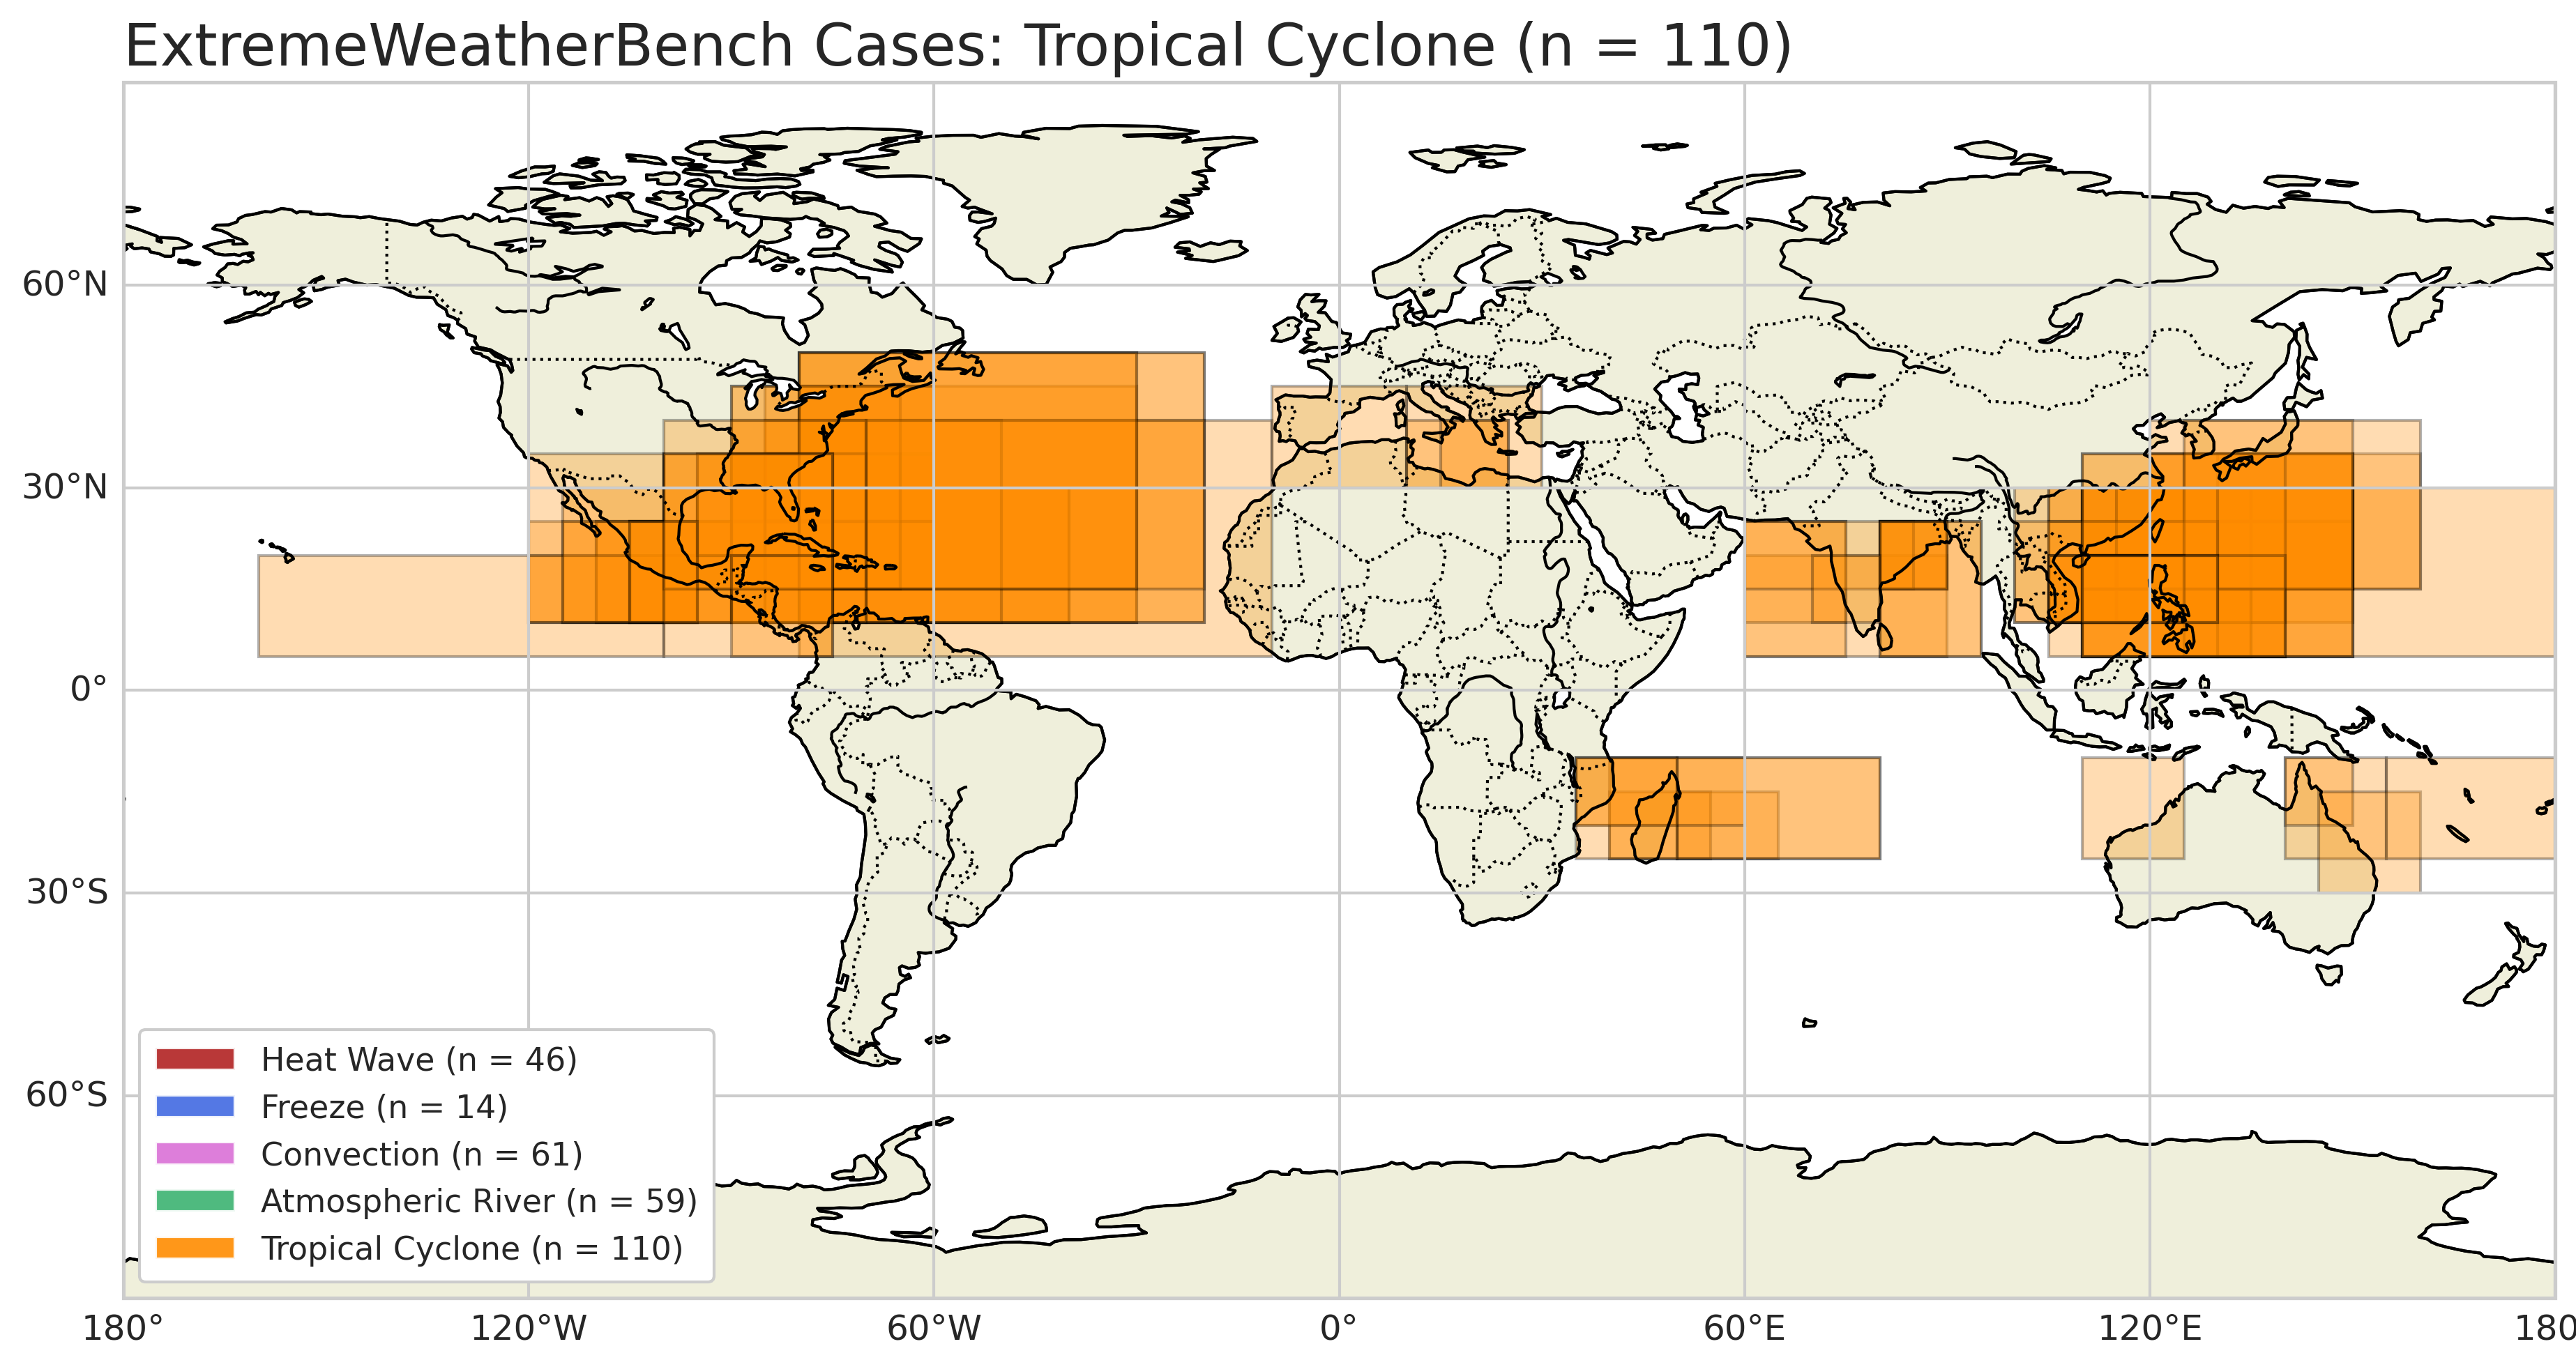 ExtremeWeatherBench Cases: Tropical Cyclone (n = 110)
60°N
30°N
0°
30°S
60°S
Heat Wave (n = 46)
Freeze (n = 14)
Convection (n = 61)
Atmospheric River (n = 59)
Tropical Cyclone (n = 110)
180° 120°W 60°W 0° 60°E 120°E 180